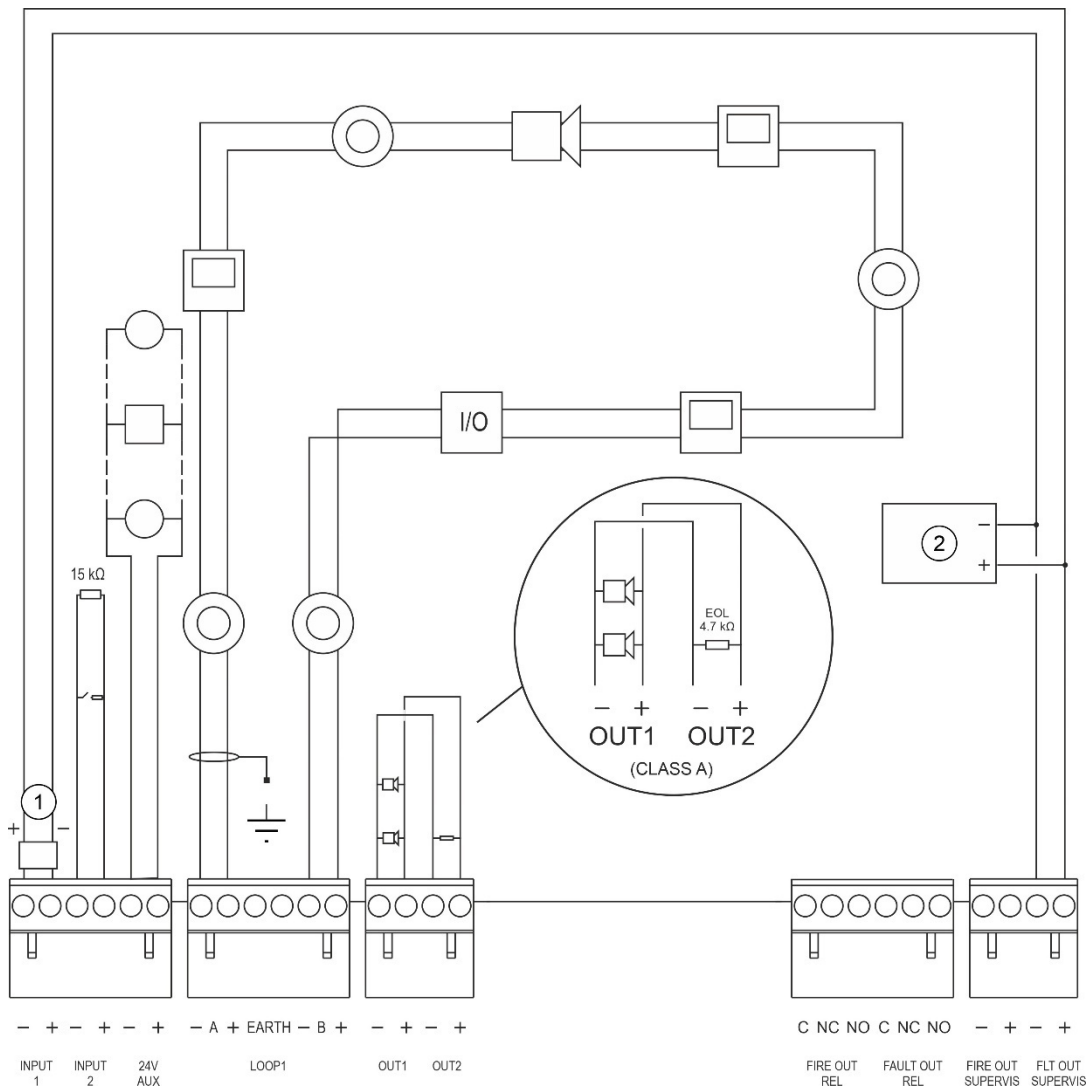 I/O
2
− 
+
15 kΩ
EOL
4.7 kΩ
− + − +
OUT1 OUT2
(CLASS A)
1
+ −
− + − + − +
− A + EARTH − B +
− + − +
C NC NO C NC NO
− + − +
INPUT
1
INPUT
2
24V
AUX
LOOP1
OUT1
OUT2
FIRE OUT
REL
FAULT OUT
REL
FIRE OUT
SUPERVIS
FLT OUT
SUPERVIS